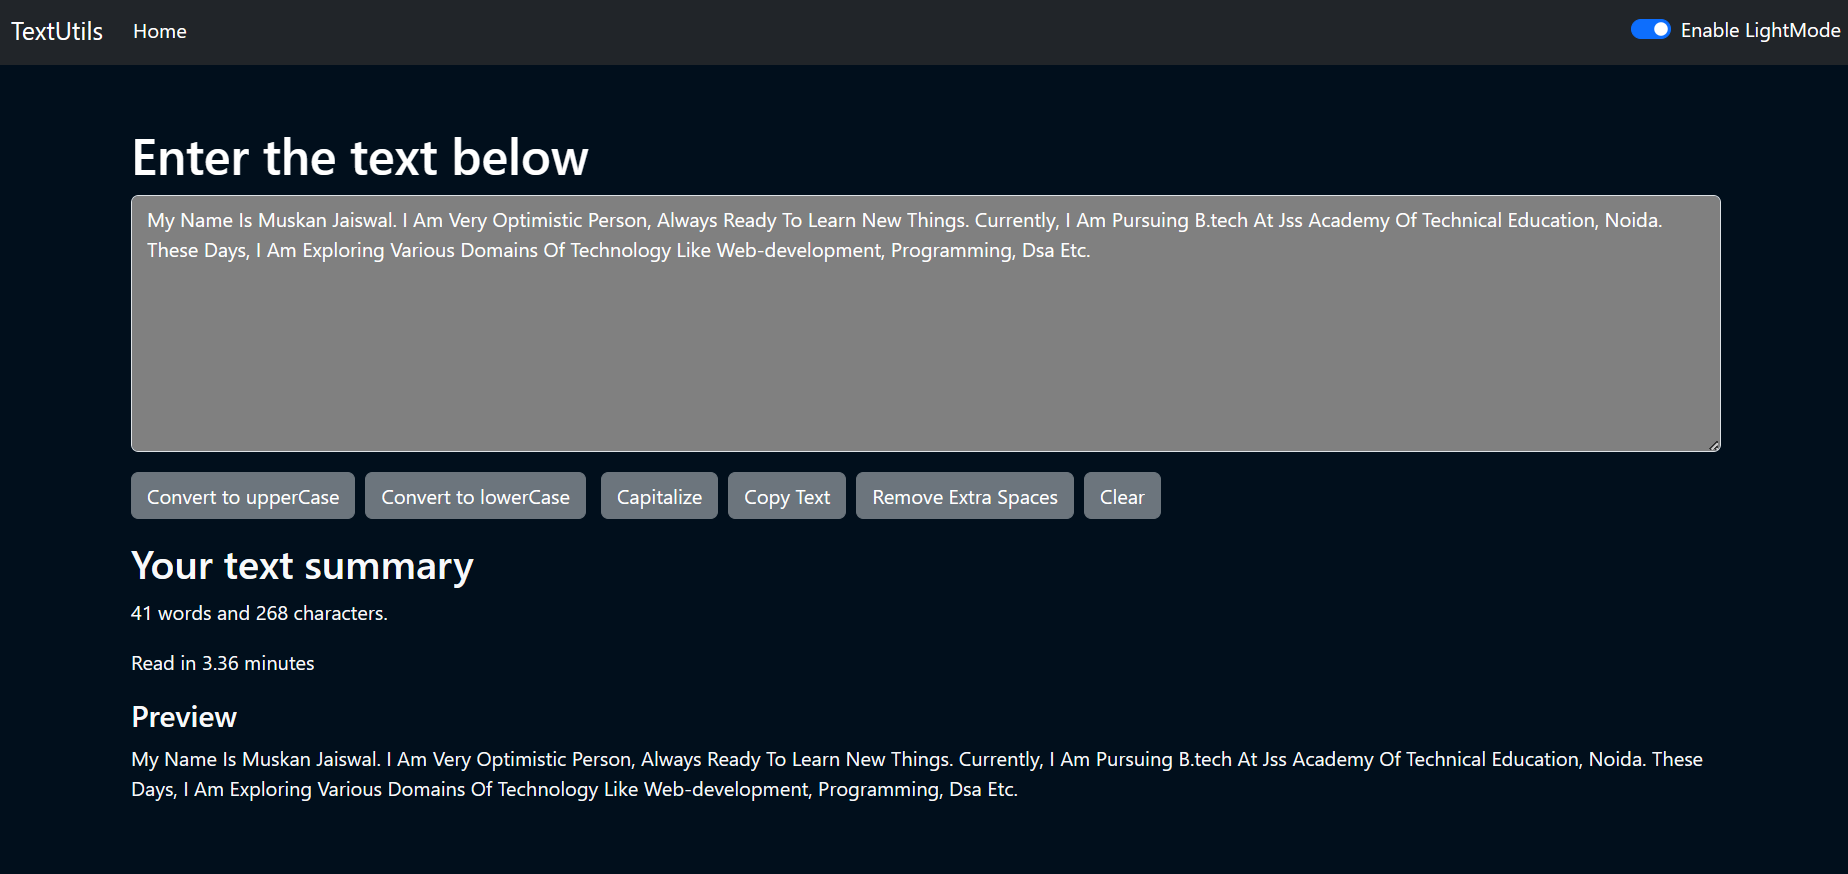 TextUtils Home Enable LightMode
Enter the text below
My Name Is Muskan Jaiswal. I Am Very Optimistic Person, Always Ready To Learn New Things. Currently, I Am Pursuing B.tech At Jss Academy Of Technical Education, Noida.
These Days, I Am Exploring Various Domains Of Technology Like Web-development, Programming, Dsa Etc.
Convert to upperCase Convert to lowerCase Capitalize Copy Text Remove Extra Spaces Clear
Your text summary
41 words and 268 characters.
Read in 3.36 minutes
Preview
My Name Is Muskan Jaiswal. I Am Very Optimistic Person, Always Ready To Learn New Things. Currently, I Am Pursuing B.tech At Jss Academy Of Technical Education, Noida. These
Days, I Am Exploring Various Domains Of Technology Like Web-development, Programming, Dsa Etc.